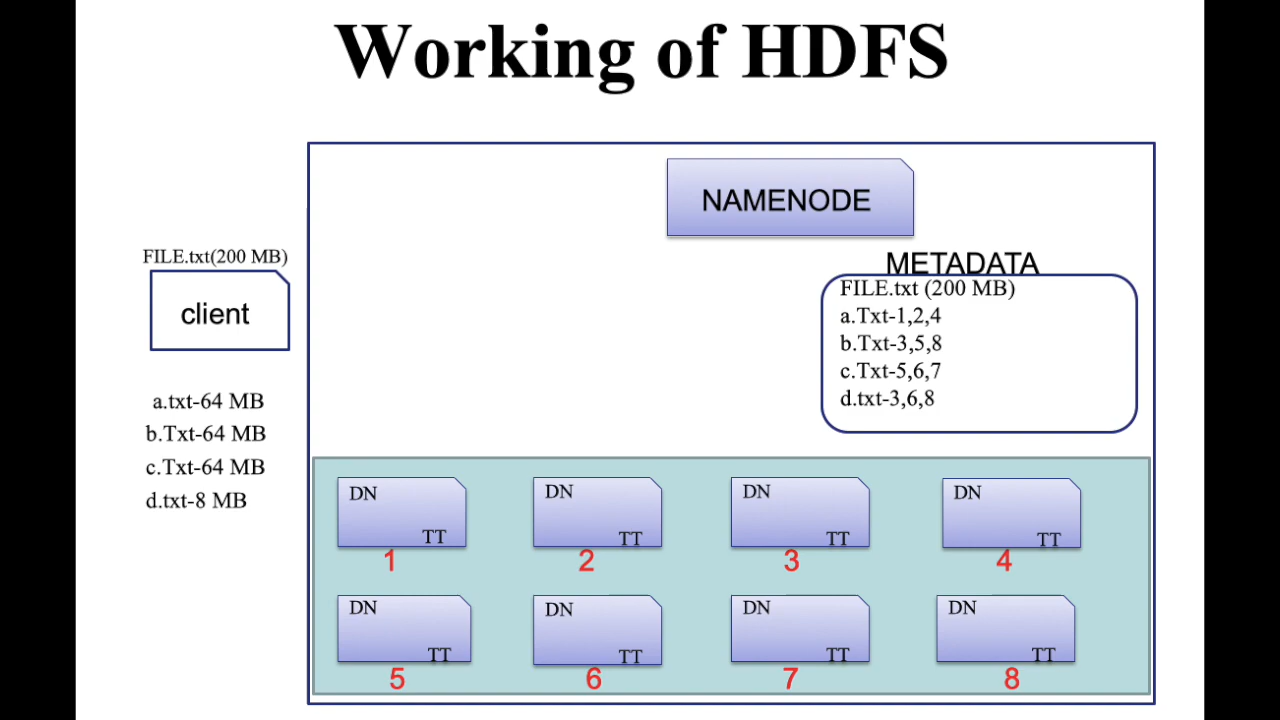 Working of HDFS
NAMENODE
FILE.txt(200 MB)
client
METADATA
FILE.txt (200 MB)
a.Txt-1,2,4
b.Txt-3,5,8
c.Txt-5,6,7
d.txt-3,6,8
a.txt-64 MB
b.Txt-64 MB
c.Txt-64 MB
d.txt-8 MB
DN
TT
1
DN
TT
2
DN
TT
3
DN
TT
4
DN
TT
5
DN
TT
6
DN
TT
7
DN
TT
8